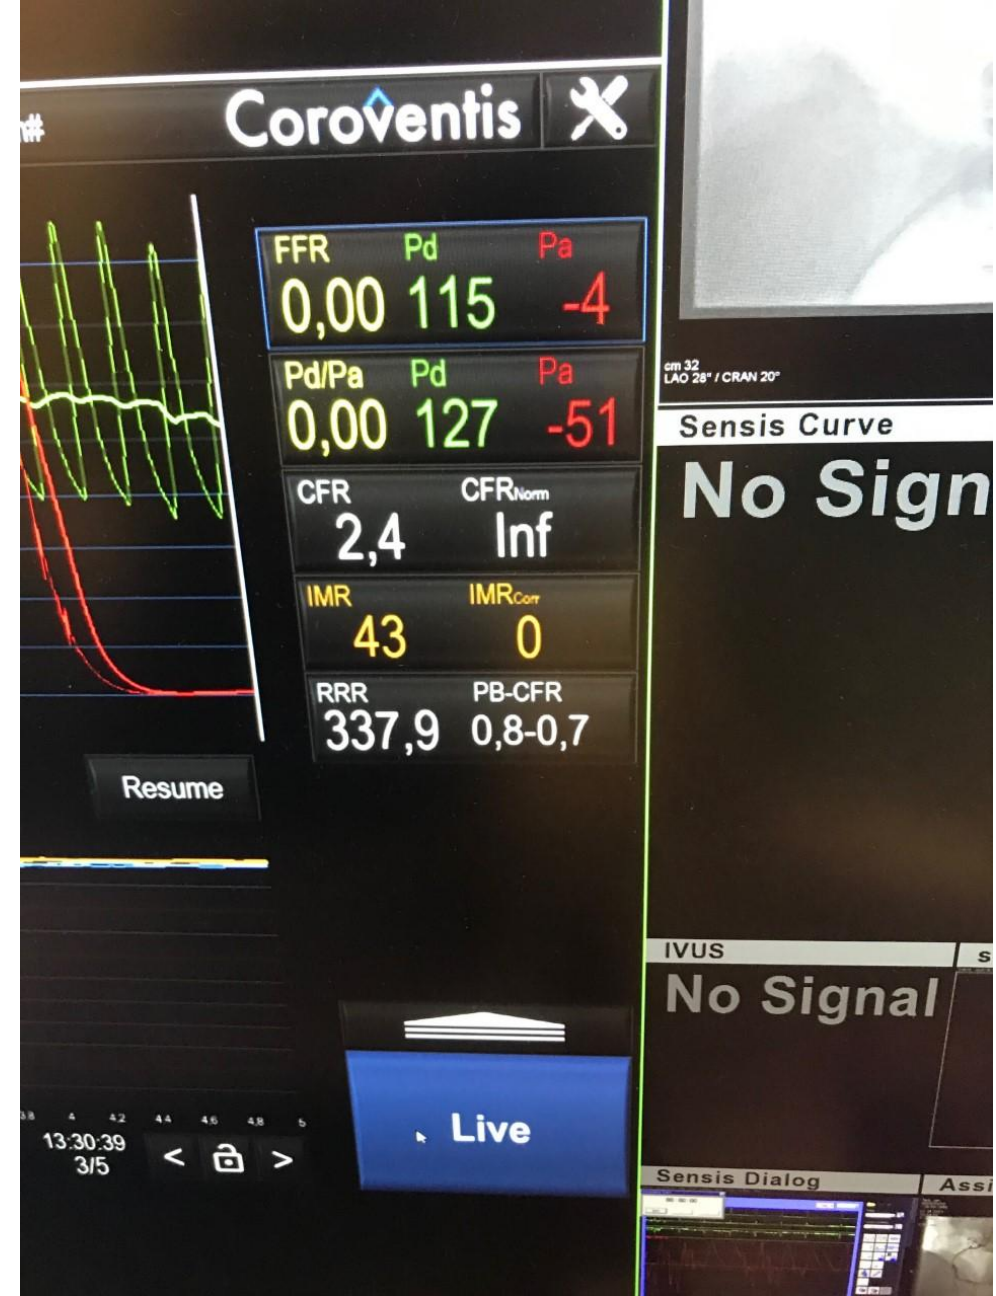 Coroventis
FFR Pd Pa
0,00 115 -4
Pd/Pa Pd Pa
0,00 127 -51
CFR CFRNorm
2,4 Inf
IMR IMRCorr
43 0
RRR PB-CFR
337,9 0,8-0,7
Resume
Live
3.8 4 4.2 4.4 4.6 4.8 5
13:30:39
3/5
< >
cm 32
LAO 28° / CRAN 20°
Sensis Curve
No Sign
IVUS
No Signal
Sensis Dialog
Assi